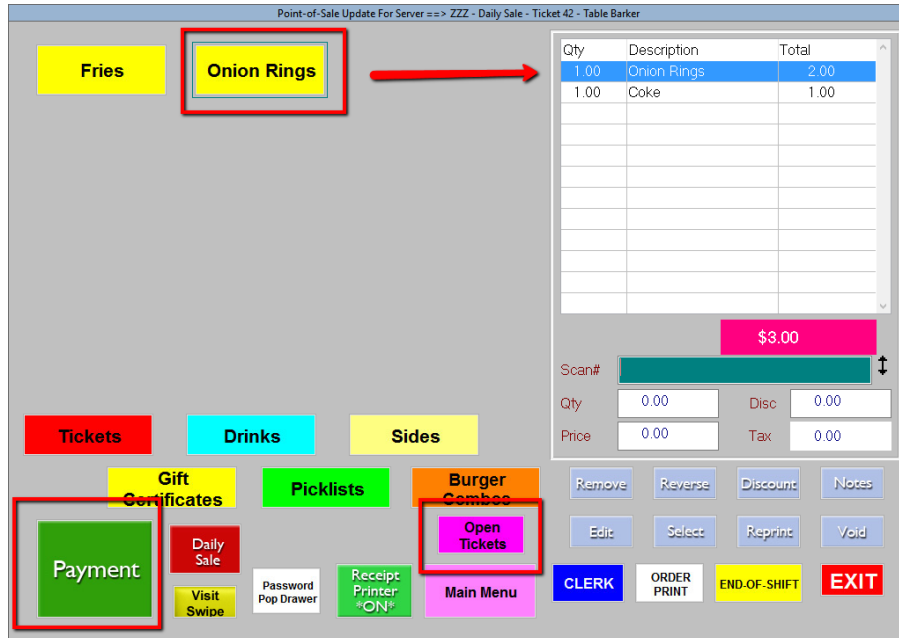 Point-of-Sale Update For Server ==> ZZZ - Daily Sale - Ticket 42 - Table Barker
Fries
Onion Rings
Qty Description Total
1.00 Onion Rings 2.00
1.00 Coke 1.00
$3.00
Scan#
Qty 0.00 Disc 0.00
Price 0.00 Tax 0.00
Tickets
Drinks
Sides
Gift
Certificates
Picklists
Burger
Combos
Remove
Reverse
Discount
Notes
Open
Tickets
Edit
Select
Reprint
Void
Payment
Daily
Sale
Visit
Swipe
Password
Pop Drawer
Receipt
Printer
*ON*
Main Menu
CLERK
ORDER
PRINT
END-OF-SHIFT
EXIT